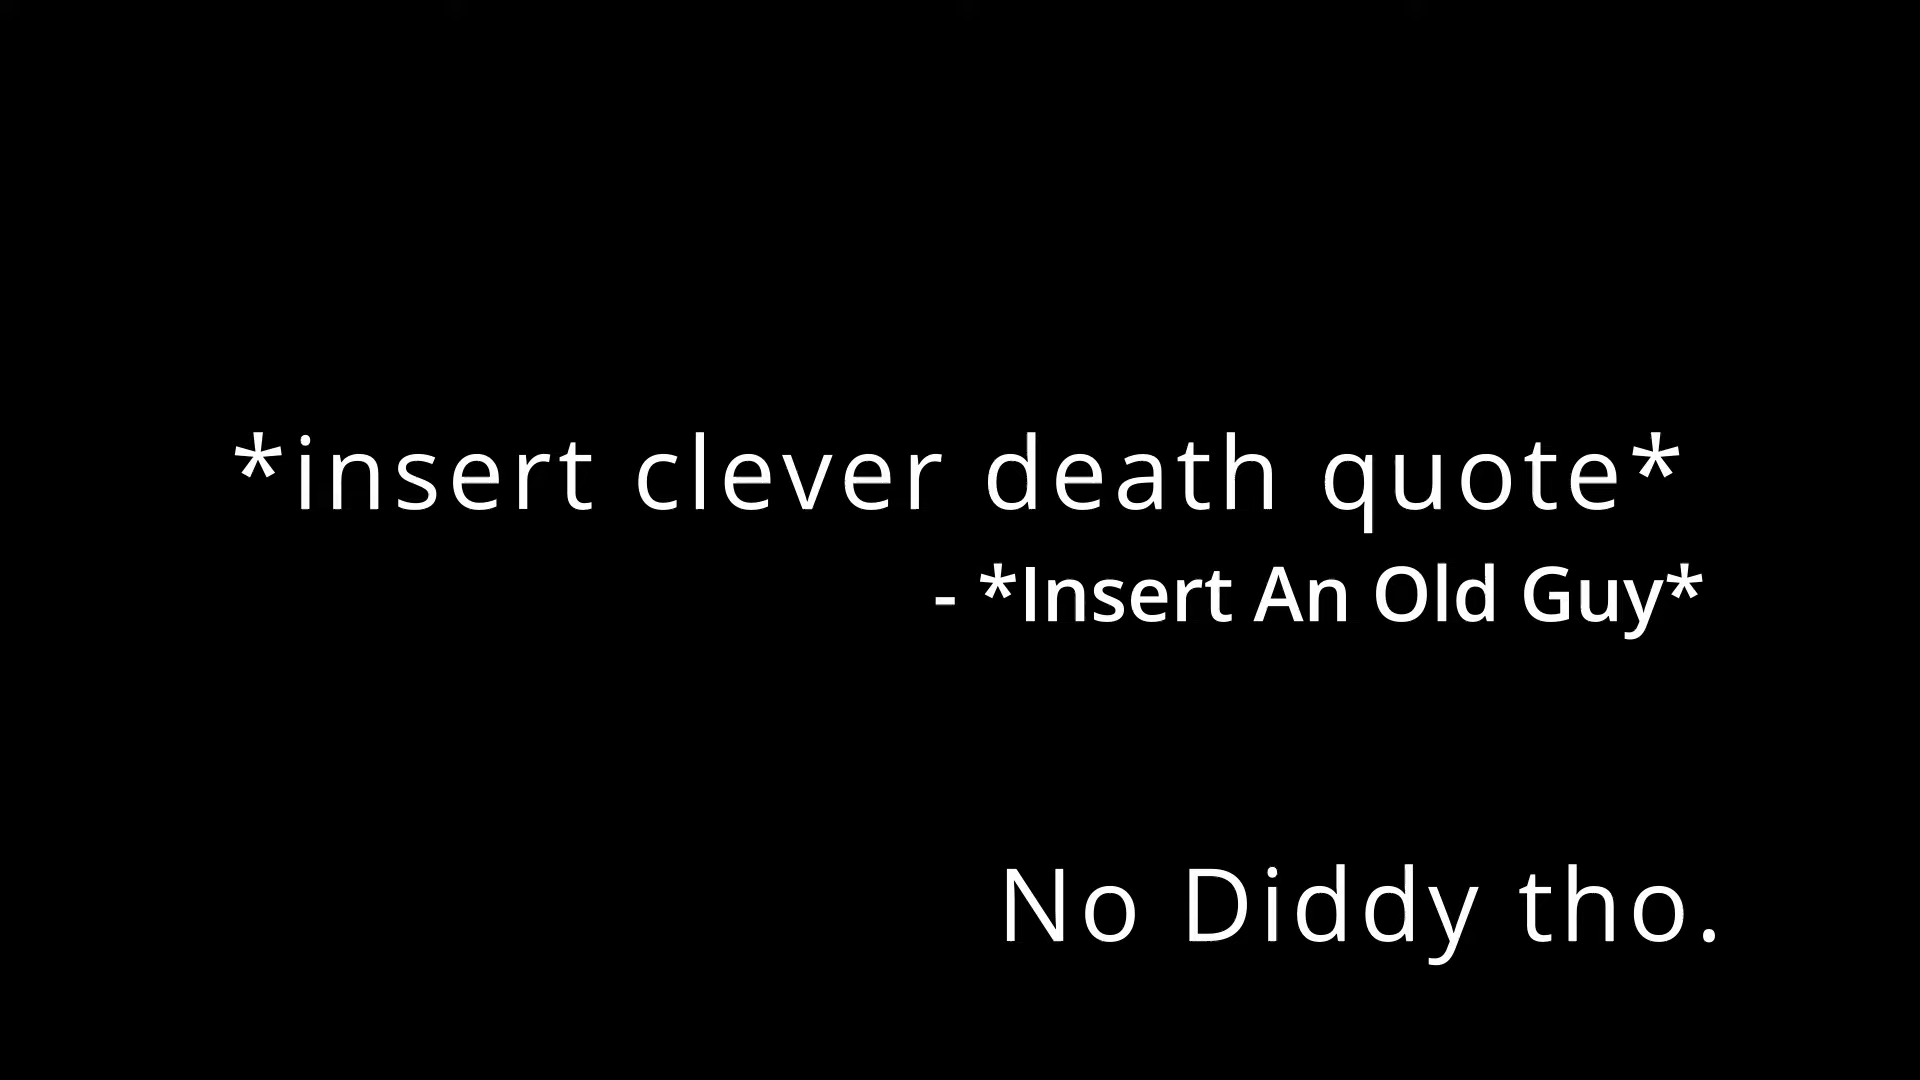 *insert clever death quote*
- *Insert An Old Guy*
No Diddy tho.